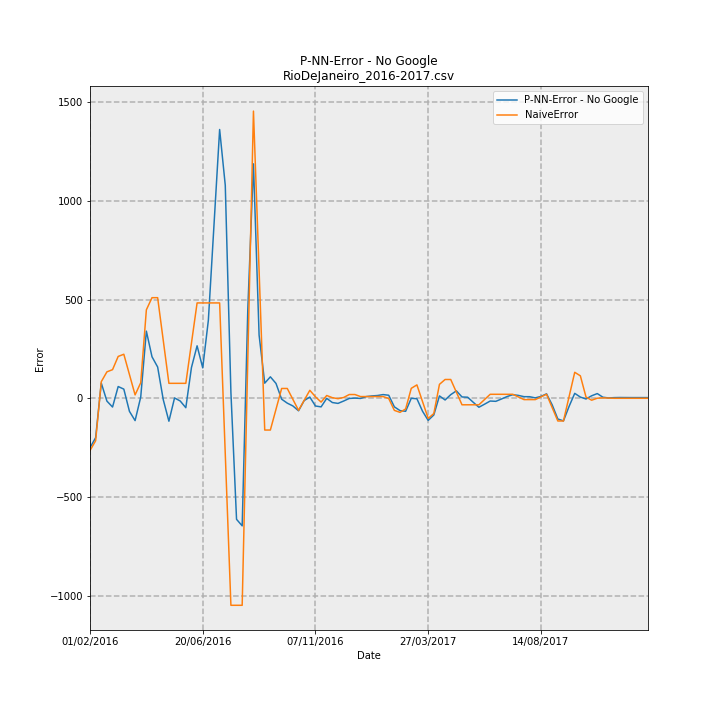 P-NN-Error - No Google
RioDeJaneiro_2016-2017.csv
P-NN-Error - No Google
NaiveError
1500
1000
500
0
−500
−1000
Error
01/02/2016 20/06/2016 07/11/2016 27/03/2017 14/08/2017
Date